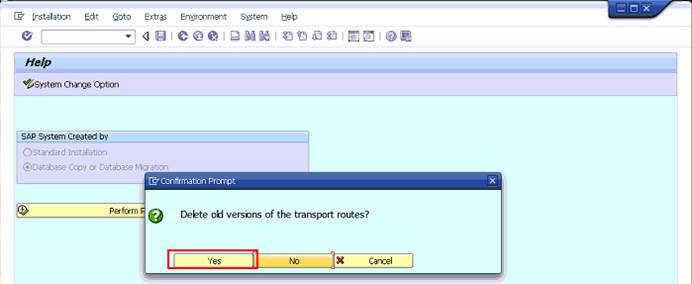 Installation Edit Goto Extras Environment System Help
Help
System Change Option
SAP System Created by
Standard Installation
Database Copy or Database Migration
Confirmation Prompt
Perform
Delete old versions of the transport routes?
Yes No Cancel